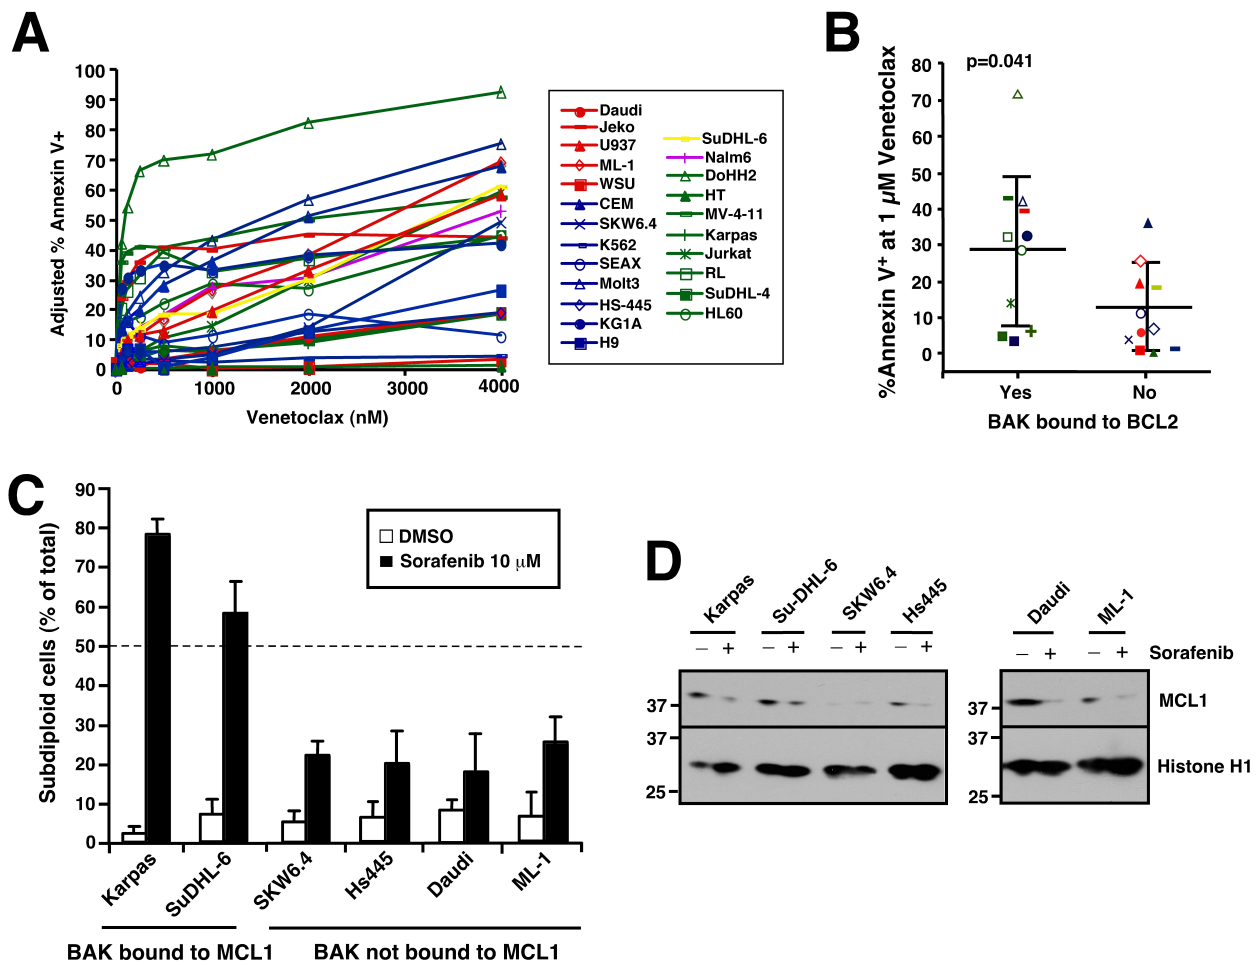 A
Adjusted % Annexin V+
100
90
80
70
60
50
40
30
20
10
0
0
1000
2000
3000
4000
Venetoclax (nM)
Daudi
Jeko
U937
ML-1
WSU
CEM
SKW6.4
K562
SEAX
Molt3
HS-445
KG1A
H9
SuDHL-6
Nalm6
DoHH2
HT
MV-4-11
Karpas
Jurkat
RL
SuDHL-4
HL60
B
%Annexin V+ at 1 µM Venetoclax
80
70
60
50
40
30
20
10
0
p=0.041
Yes
No
BAK bound to BCL2
C
Subdiploid cells (% of total)
90
80
70
60
50
40
30
20
10
0
DMSO
Sorafenib 10 µM
Karpas
SuDHL-6
SKW6.4
Hs445
Daudi
ML-1
BAK bound to MCL1
BAK not bound to MCL1
D
Karpas
Su-DHL-6
SKW6.4
Hs445
Daudi
ML-1
– + – + – + – + – + – + Sorafenib
37
37
25
37
37
25
MCL1
Histone H1